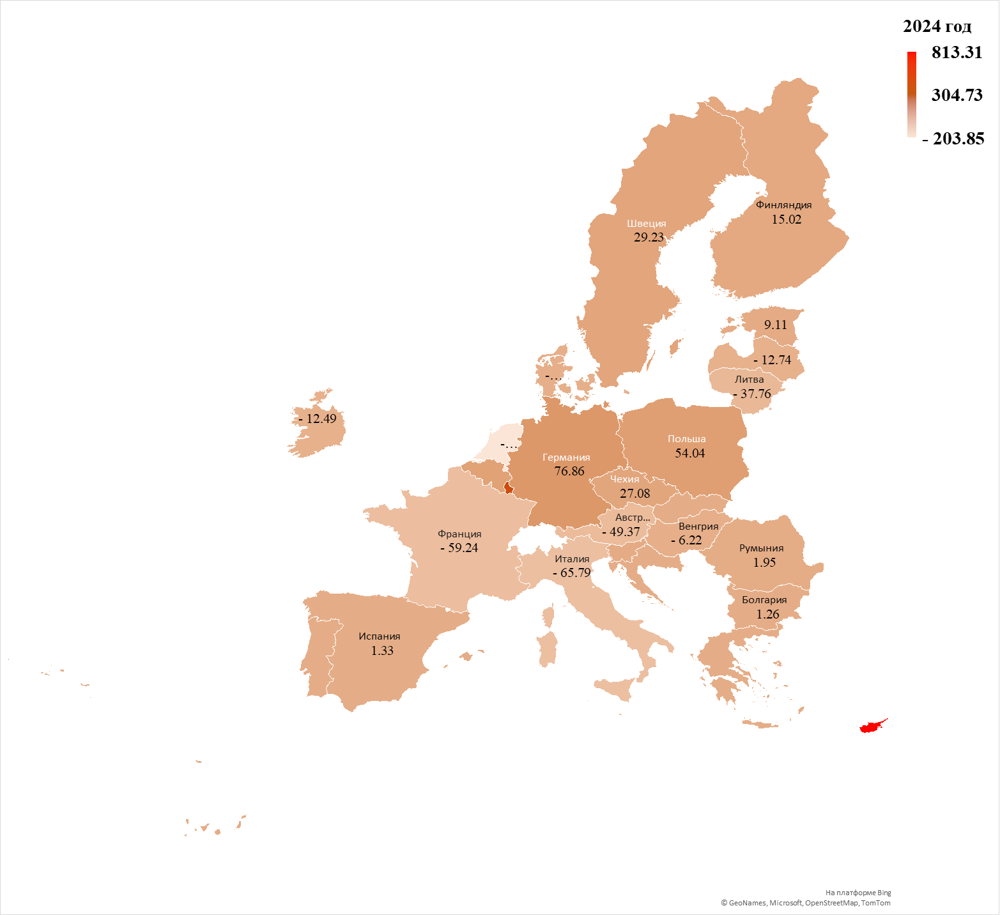 2024 год
813.31
304.73
- 203.85
Финляндия
15.02
Швеция
29.23
9.11
- 12.74
-...
Литва
- 37.76
- 12.49
-...
Польша
54.04
Германия
76.86
Чехия
27.08
Австр...
- 49.37
Венгрия
- 6.22
Франция
- 59.24
Румыния
1.95
Италия
- 65.79
Болгария
1.26
Испания
1.33
На платформе Bing
© GeoNames, Microsoft, OpenStreetMap, TomTom